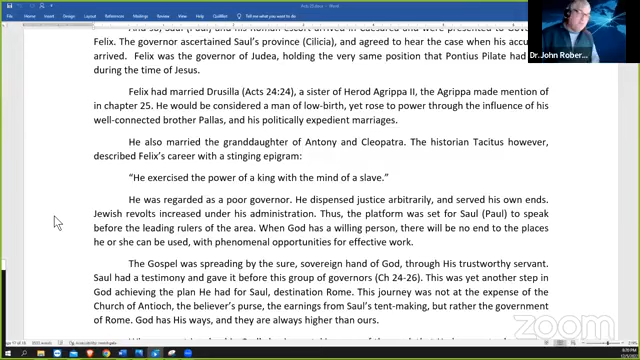 Acts 25.docx - Word
File Home Insert Design Layout References Mailings Review View Help QuillBot Tell me what you want to do
And so, Saul (Paul) and his Roman escort arrived in Caesarea and were presented to
Felix. The governor ascertained Saul's province (Cilicia), and agreed to hear the case when his
arrived. Felix was the governor of Judea, holding the very same position that Pontius Pilate had
during the time of Jesus.
Dr. John Rober...
Felix had married Drusilla (Acts 24:24), a sister of Herod Agrippa II, the Agrippa made mention of
in chapter 25. He would be considered a man of low-birth, yet rose to power through the influence of his
well-connected brother Pallas, and his politically expedient marriages.
He also married the granddaughter of Antony and Cleopatra. The historian Tacitus however,
described Felix's career with a stinging epigram:
"He exercised the power of a king with the mind of a slave."
He was regarded as a poor governor. He dispensed justice arbitrarily, and served his own ends.
Jewish revolts increased under his administration. Thus, the platform was set for Saul (Paul) to speak
before the leading rulers of the area. When God has a willing person, there will be no end to the places
he or she can be used, with phenomenal opportunities for effective work.
The Gospel was spreading by the sure, sovereign hand of God, through His trustworthy servant.
Saul had a testimony and gave it before this group of governors (Ch 24-26). This was yet another step in
God achieving the plan He had for Saul, destination Rome. This journey was not at the expense of the
Church of Antioch, the believer's purse, the earnings from Saul's tent-making, but rather the government
of Rome. God has His ways, and they are always higher than ours.
zoom